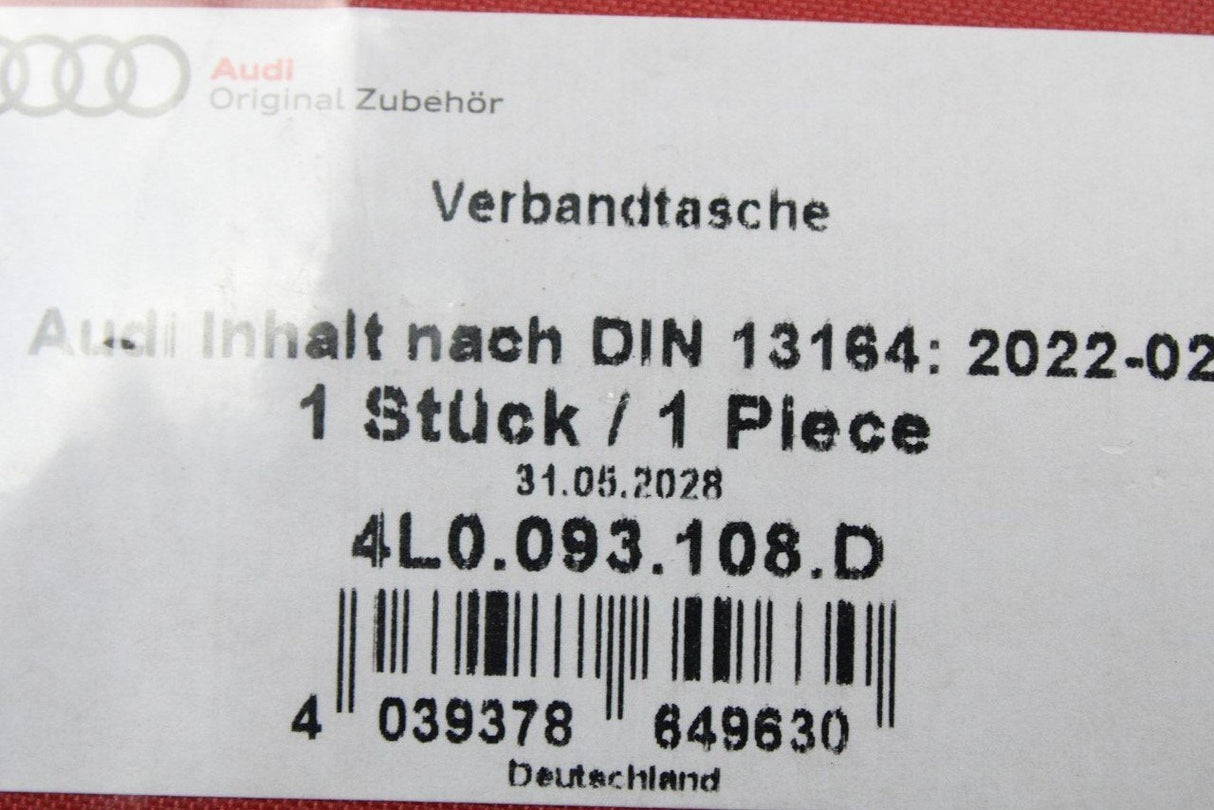 Audi
Original Zubehör
Verbandtasche
Audi Inhalt nach DIN 13164: 2022-02
1 Stück / 1 Piece
31.05.2028
4L0.093.108.D
4 039378 649630
Deutschland